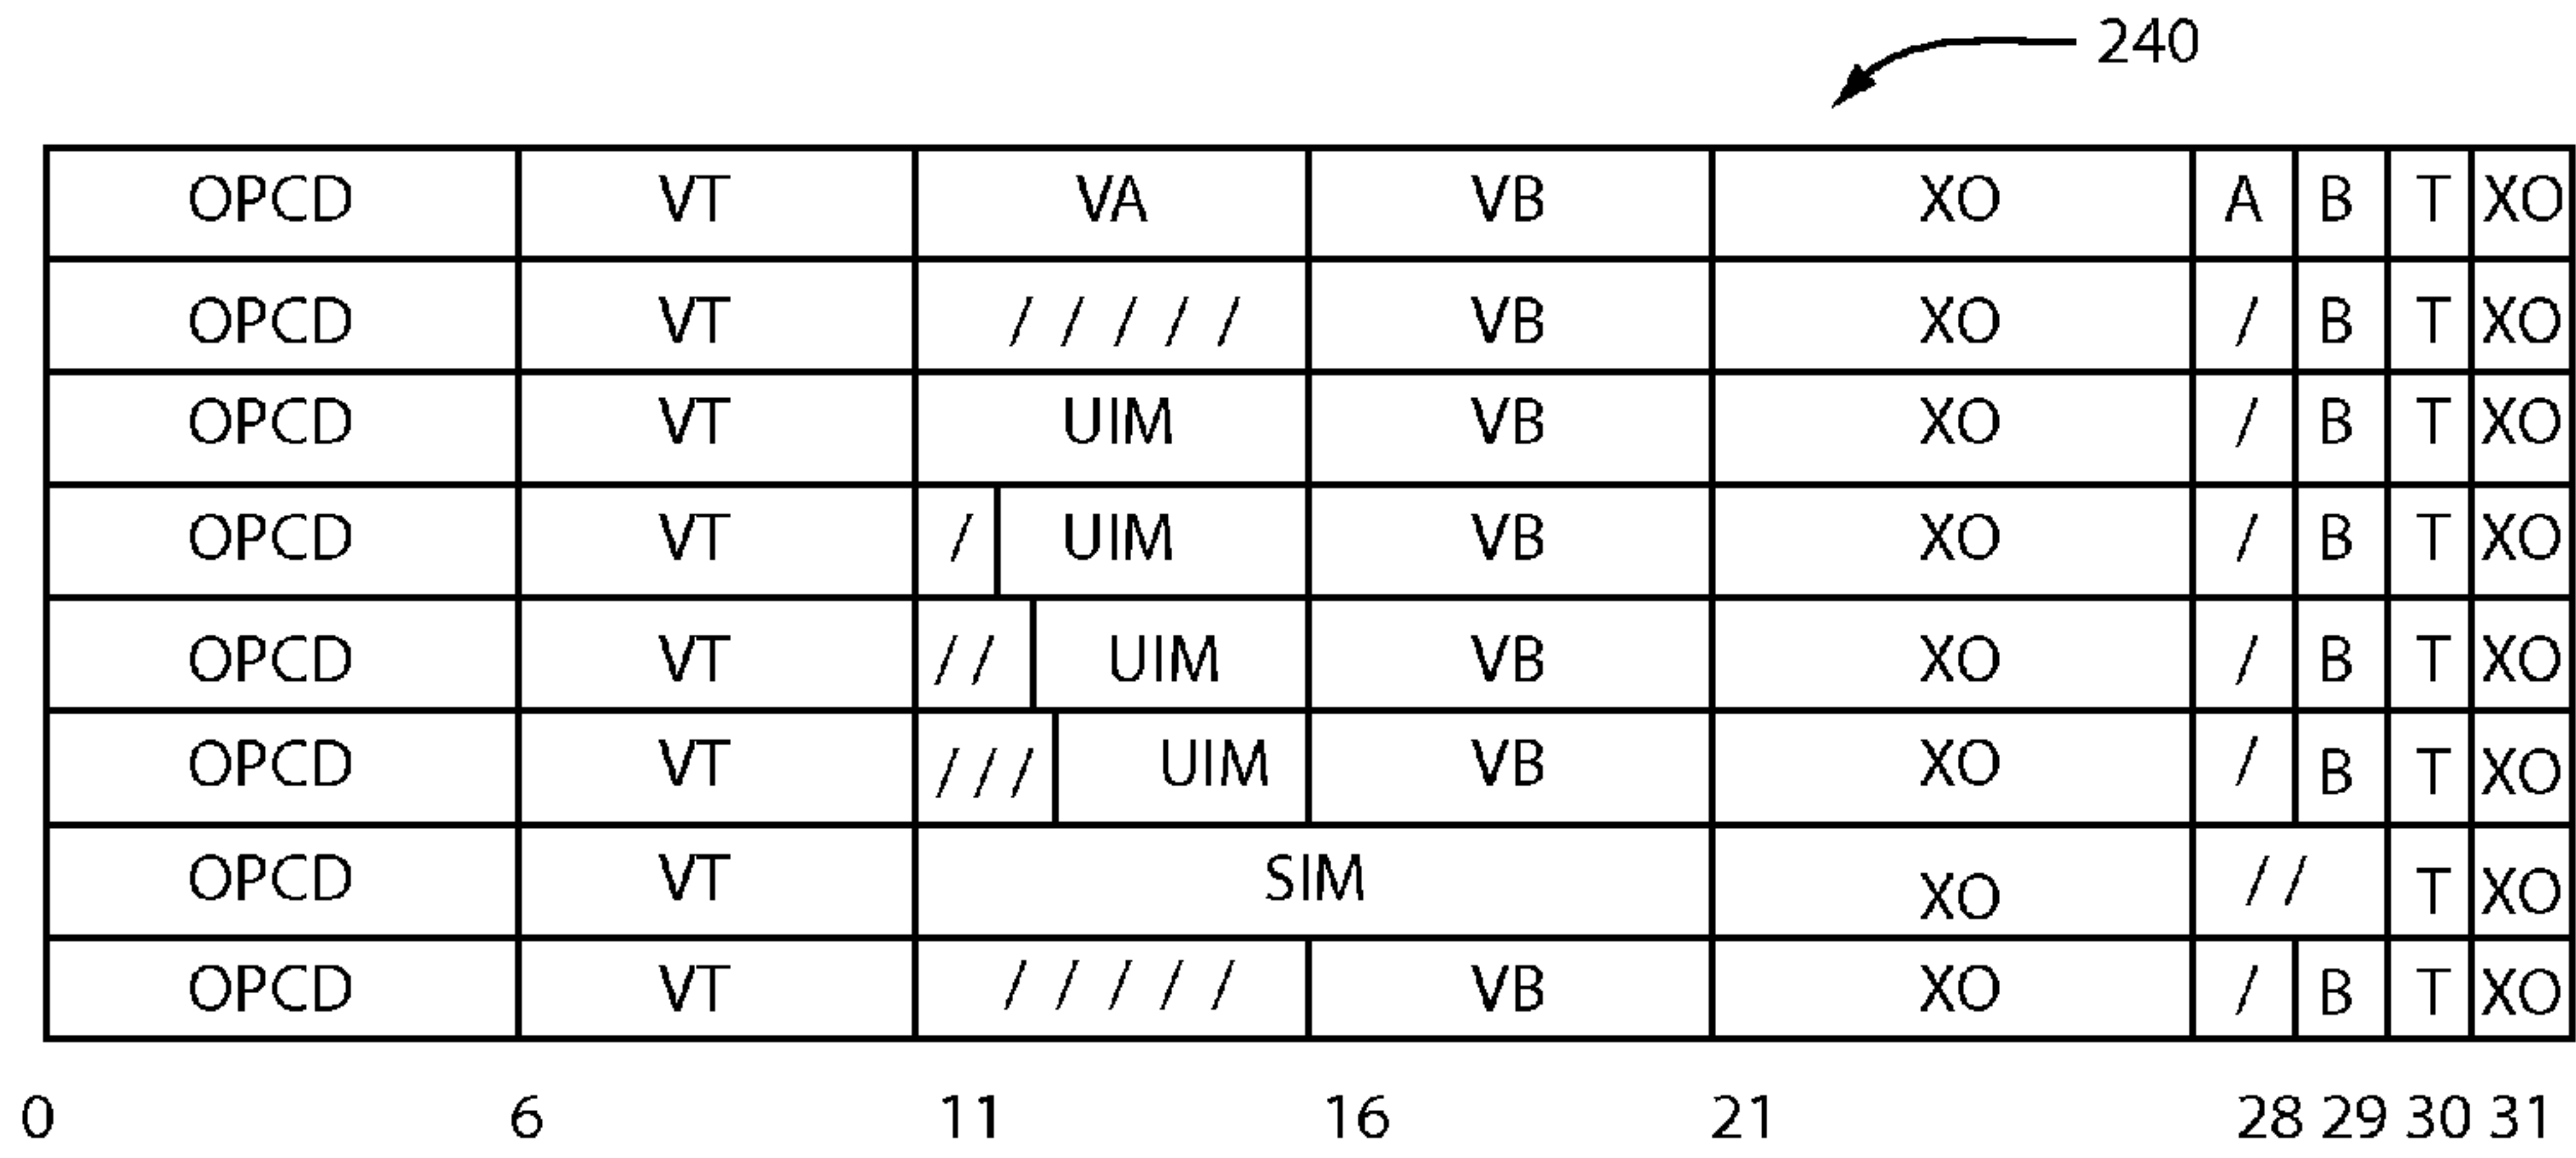 240
OPCD VT VA VB XO A B T XO
OPCD VT / / / / / VB XO / B T XO
OPCD VT UIM VB XO / B T XO
OPCD VT / UIM VB XO / B T XO
OPCD VT // UIM VB XO / B T XO
OPCD VT /// UIM VB XO / B T XO
OPCD VT SIM XO // T XO
OPCD VT / / / / / VB XO / B T XO
0 6 11 16 21 28 29 30 31